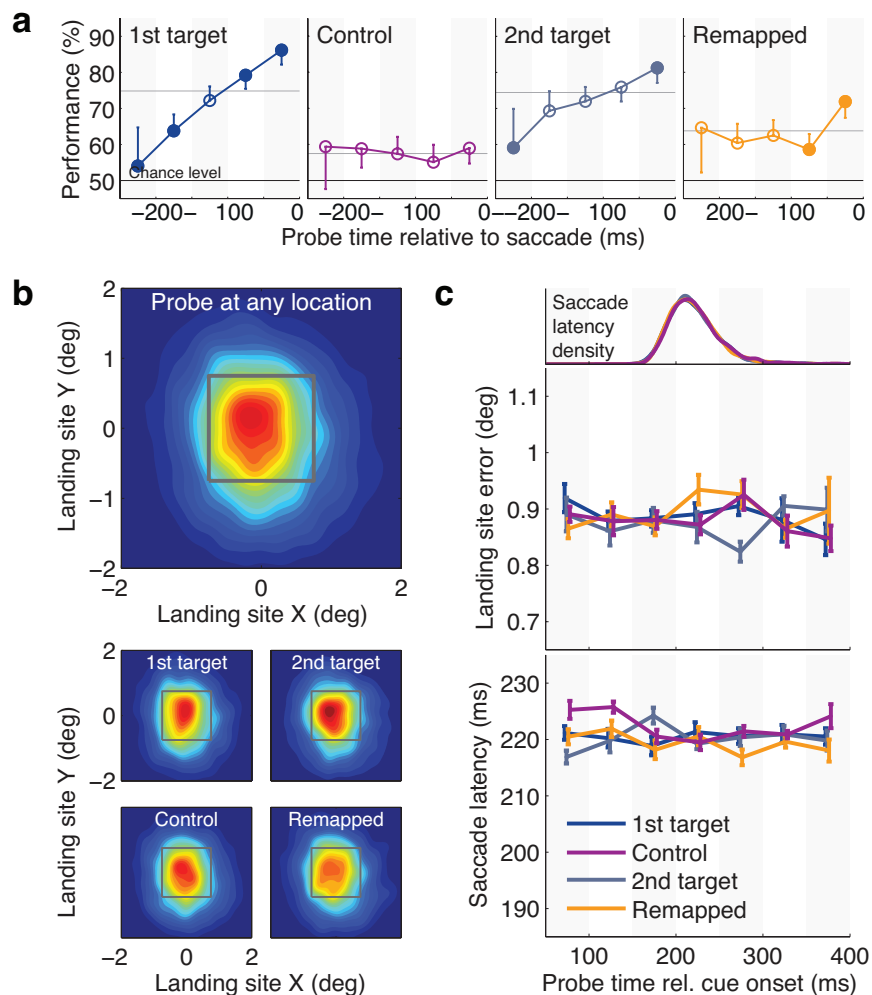 a
1st target
Control
2nd target
Remapped
Performance (%)
90
80
70
60
50
Chance level
−200− 100 0
−200− 100 0
−−200− 100 0
−200− 100 0
Probe time relative to saccade (ms)
b
Probe at any location
Landing site Y (deg)
2
1
0
-1
−2
−2 0 2
Landing site X (deg)
1st target
2nd target
Landing site Y (deg)
2
0
−2
Control
Remapped
−2 0 2
Landing site X (deg)
c
Saccade
latency
density
Landing site error (deg)
1.1
1
0.9
0.8
0.7
Saccade latency (ms)
230
220
210
200
190
1st target
Control
2nd target
Remapped
100 200 300 400
Probe time rel. cue onset (ms)